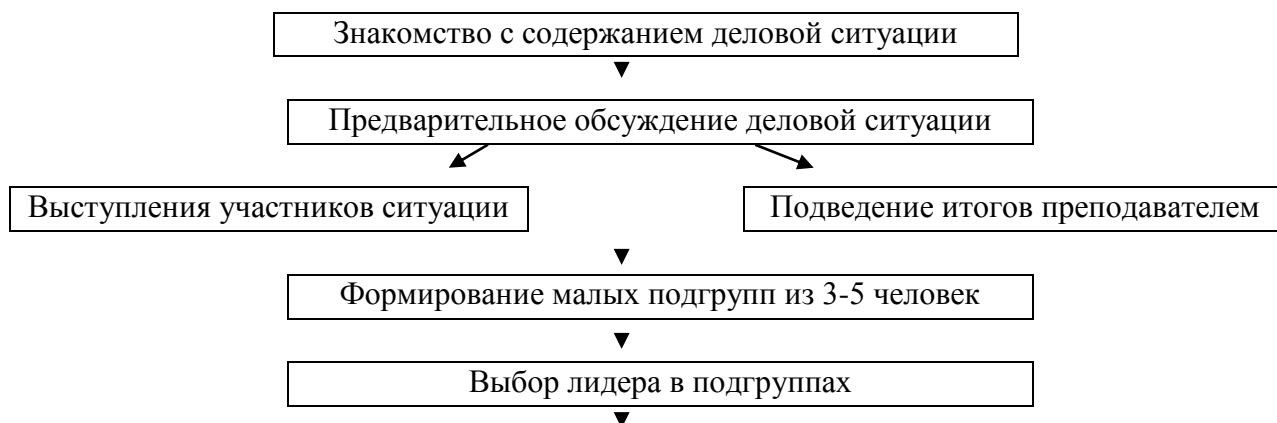 Знакомство с содержанием деловой ситуации
Предварительное обсуждение деловой ситуации
Выступления участников ситуации
Подведение итогов преподавателем
Формирование малых подгрупп из 3-5 человек
Выбор лидера в подгруппах